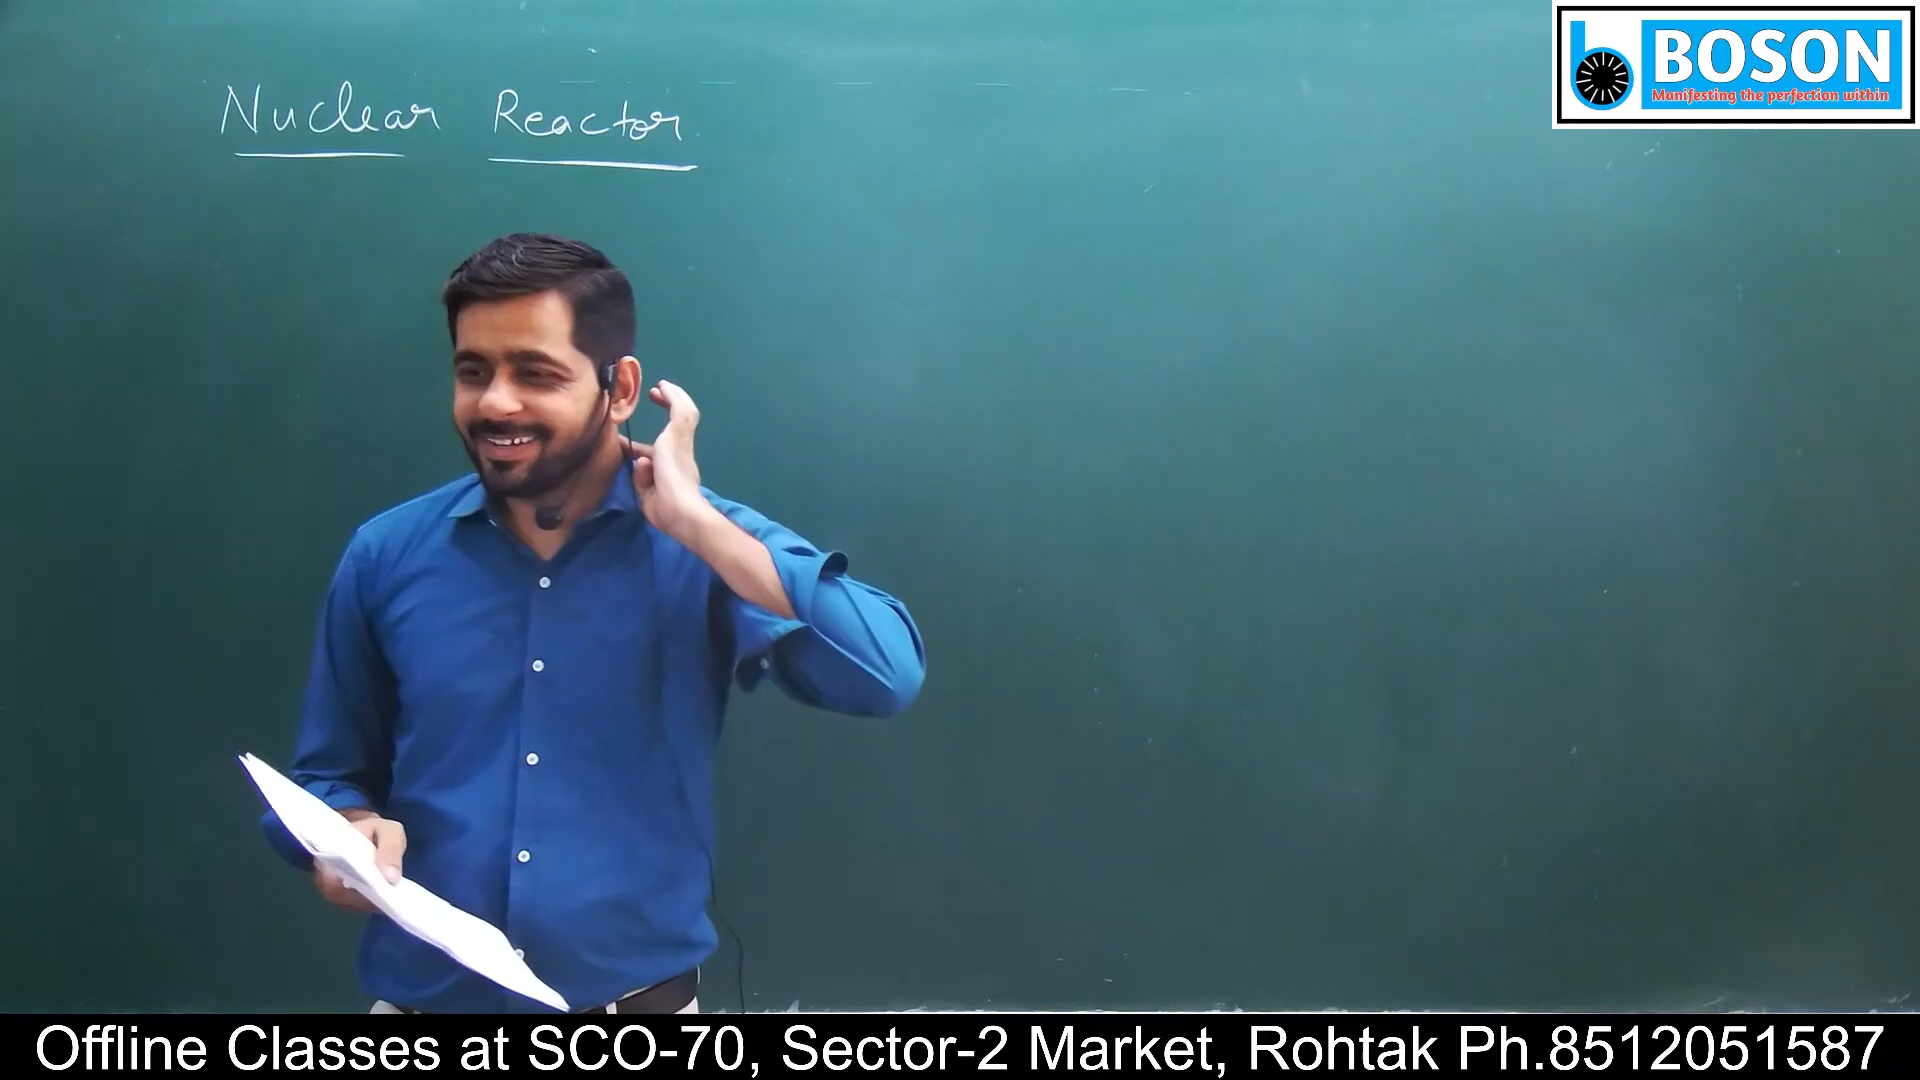 BOSON
Manifesting the perfection within
Nuclear Reactor
Offline Classes at SCO-70, Sector-2 Market, Rohtak Ph.8512051587